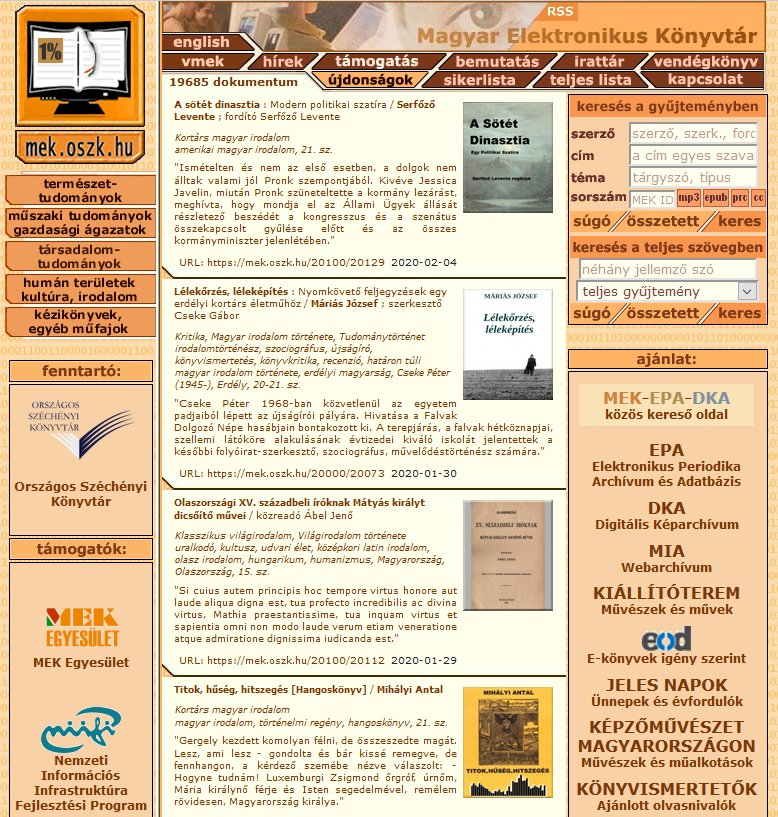 1%
mek.oszk.hu
RSS
Magyar Elektronikus Könyvtár
english
vmek
hírek
támogatás
bemutatás
irattár
vendégkönyv
19685 dokumentum
újdonságok
sikerlista
teljes lista
kapcsolat
természet-
tudományok
műszaki tudományok
gazdasági ágazatok
társadalom-
tudományok
humán területek
kultúra, irodalom
kézikönyvek,
egyéb műfajok
fenntartó:
ORSZÁGOS
SZÉCHÉNYI
KÖNYVTÁR
Országos Széchényi
Könyvtár
támogatók:
MEK
EGYESÜLET
MEK Egyesület
niifi
Nemzeti
Információs
Infrastruktúra
Fejlesztési Program
A sötét dinasztia : Modern politikai szatíra / Serfőző
Levente ; fordító Serfőző Levente
Kortárs magyar irodalom
amerikai magyar irodalom, 21. sz.
"Ismételten és nem az első esetben, a dolgok nem
álltak valami jól Pronk szempontjából. Kivéve Jessica
Javelin, miután Pronk szüneteltette a kormány lezárást,
meghívta, hogy mondja el az Állami Ügyek állását
részletező beszédét a kongresszus és a szenátus
összekapcsolt gyűlése előtt és az összes
kormányminiszter jelenlétében."
URL: https://mek.oszk.hu/20100/20129 2020-02-04
A Sötét
Dinasztia
Egy Politikai Szatíra
Serfőző Levente regénye
Lélekőrzés, léleképítés : Nyomkövető feljegyzések egy
erdélyi kortárs életműhöz / Máriás József ; szerkesztő
Cseke Gábor
Kritika, Magyar irodalom története, Tudománytörténet
irodalomtörténész, szociográfus, újságíró,
könyvismertetés, könyvkritika, recenzió, határon túli
magyar irodalom története, erdélyi magyarság, Cseke Péter
(1945-), Erdély, 20-21. sz.
"Cseke Péter 1968-ban közvetlenül az egyetem
padjaiból lépett az újságírói pályára. Hivatása a Falvak
Dolgozó Népe hasábjain bontakozott ki. A terepjárás, a falvak hétköznapjai,
szellemi látóköre alakulásának évtizedei kiváló iskolát jelentettek a
későbbi folyóirat-szerkesztő, szociográfus, művelődéstörténész számára."
URL: https://mek.oszk.hu/20000/20073 2020-01-30
MÁRIÁS JÓZSEF
Lélekőrzés,
léleképítés
Olaszországi XV. századbeli íróknak Mátyás királyt
dicsőítő művei / közreadó Ábel Jenő
Klasszikus világirodalom, Világirodalom története
uralkodó, kultusz, udvari élet, középkori latin irodalom,
olasz irodalom, hungarikum, humanizmus, Magyarország,
Olaszország, 15. sz.
"Si cuius autem principis hoc tempore virtus honore aut
laude aliqua digna est, tua profecto incredibilis ac divina
virtus, Mathia praestantissime, tua inquam virtus et
sapientia omni non modo laude verum etiam veneratione
atque admiratione dignissima iudicanda est."
URL: https://mek.oszk.hu/20100/20112 2020-01-29
XV. SZÁZADBELI ÍRÓKNAK
Titok, hűség, hitszegés [Hangoskönyv] / Mihályi Antal
Kortárs magyar irodalom
magyar irodalom, történelmi regény, hangoskönyv, 21. sz.
"Gergely kezdett komolyan félni, de összeszedte magát.
Lesz, ami lesz - gondolta és bár kissé remegve, de
fennhangon, a kérdező szemébe nézve válaszolt: -
Hogyne tudnám! Luxemburgi Zsigmond őrgróf, úrnőm,
Mária királynő férje és Isten segedelmével, remélem
rövidesen, Magyarország királya."
MIHÁLYI ANTAL
TITOK,HŰSÉG,HITSZEGÉS
keresés a gyűjteményben
szerző szerző, szerk., forc
cím a cím egyes szava
téma tárgyszó, típus
sorszám MEK ID mp3 epub prc cc
súgó összetett keres
keresés a teljes szövegben
néhány jellemző szó
teljes gyűjtemény
súgó összetett keres
ajánlat:
MEK-EPA-DKA
közös kereső oldal
EPA
Elektronikus Periodika
Archívum és Adatbázis
DKA
Digitális Képarchívum
MIA
Webarchívum
KIÁLLÍTÓTEREM
Művészek és művek
eod
E-könyvek igény szerint
JELES NAPOK
Ünnepek és évfordulók
KÉPZŐMŰVÉSZET
MAGYARORSZÁGON
Művészek és műalkotások
KÖNYVISMERTETŐK
Ajánlott olvasnivalók